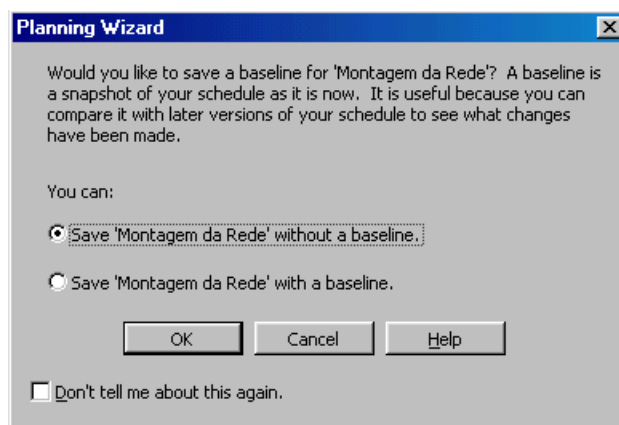 Planning Wizard
Would you like to save a baseline for 'Montagem da Rede'? A baseline is
a snapshot of your schedule as it is now. It is useful because you can
compare it with later versions of your schedule to see what changes
have been made.
You can:
Save 'Montagem da Rede' without a baseline.
Save 'Montagem da Rede' with a baseline.
OK Cancel Help
Don't tell me about this again.